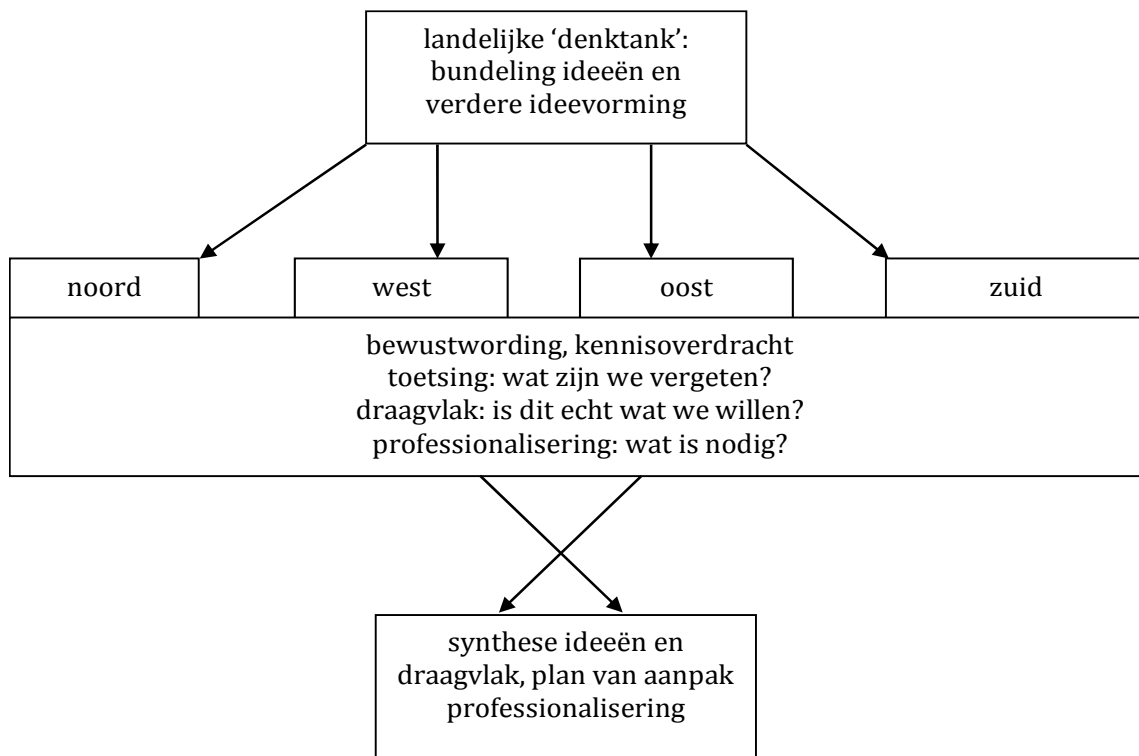 landelijke ‘denktank’:
bundeling ideeën en
verdere ideevorming
noord
west
oost
zuid
bewustwording, kennisoverdracht
toetsing: wat zijn we vergeten?
draagvlak: is dit echt wat we willen?
professionalisering: wat is nodig?
synthese ideeën en
draagvlak, plan van aanpak
professionalisering